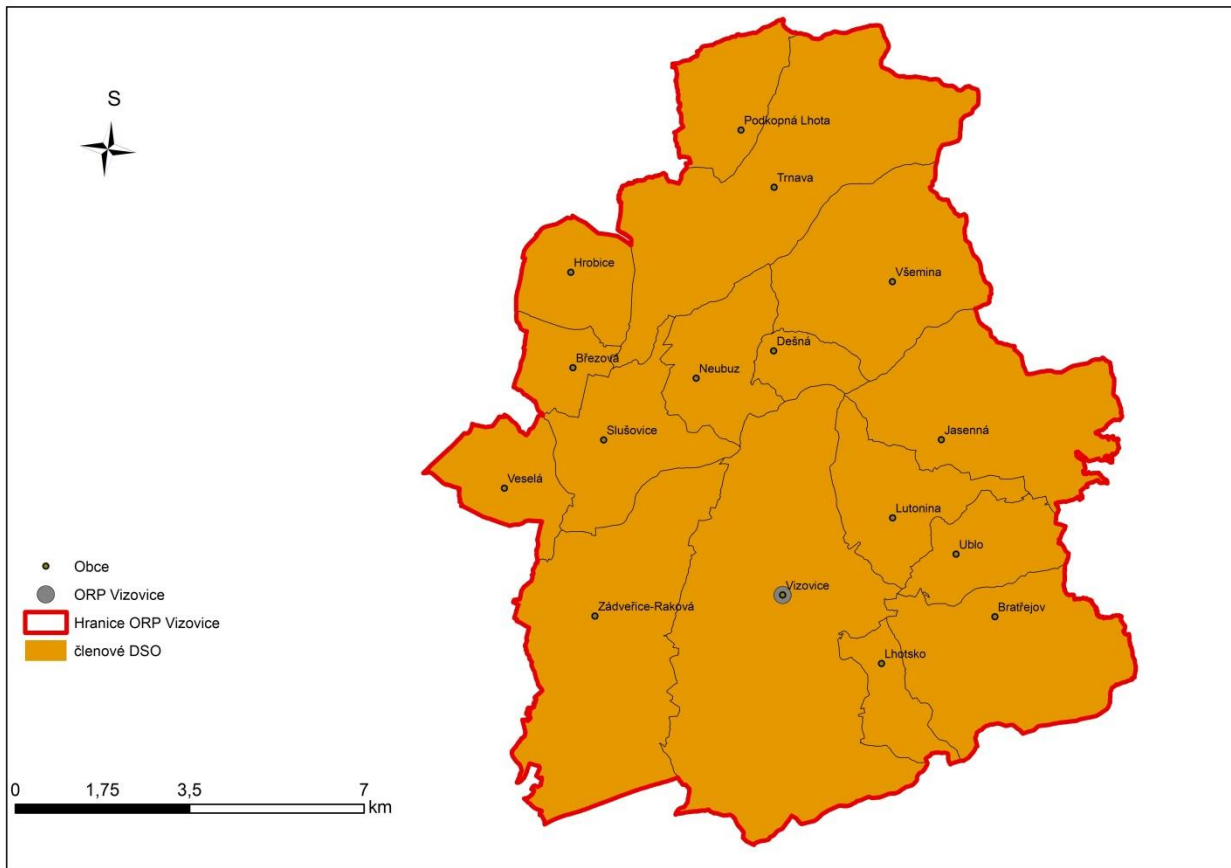 S
Podkopná Lhota
Trnava
Hrobice
Všemina
Březová
Dešná
Neubuz
Slušovice
Jasenná
Veselá
Lutonina
Ublo
Vizovice
Zádveřice-Raková
Bratřejov
Lhotsko
Obce
ORP Vizovice
Hranice ORP Vizovice
členové DSO
0 1,75 3,5 7
km